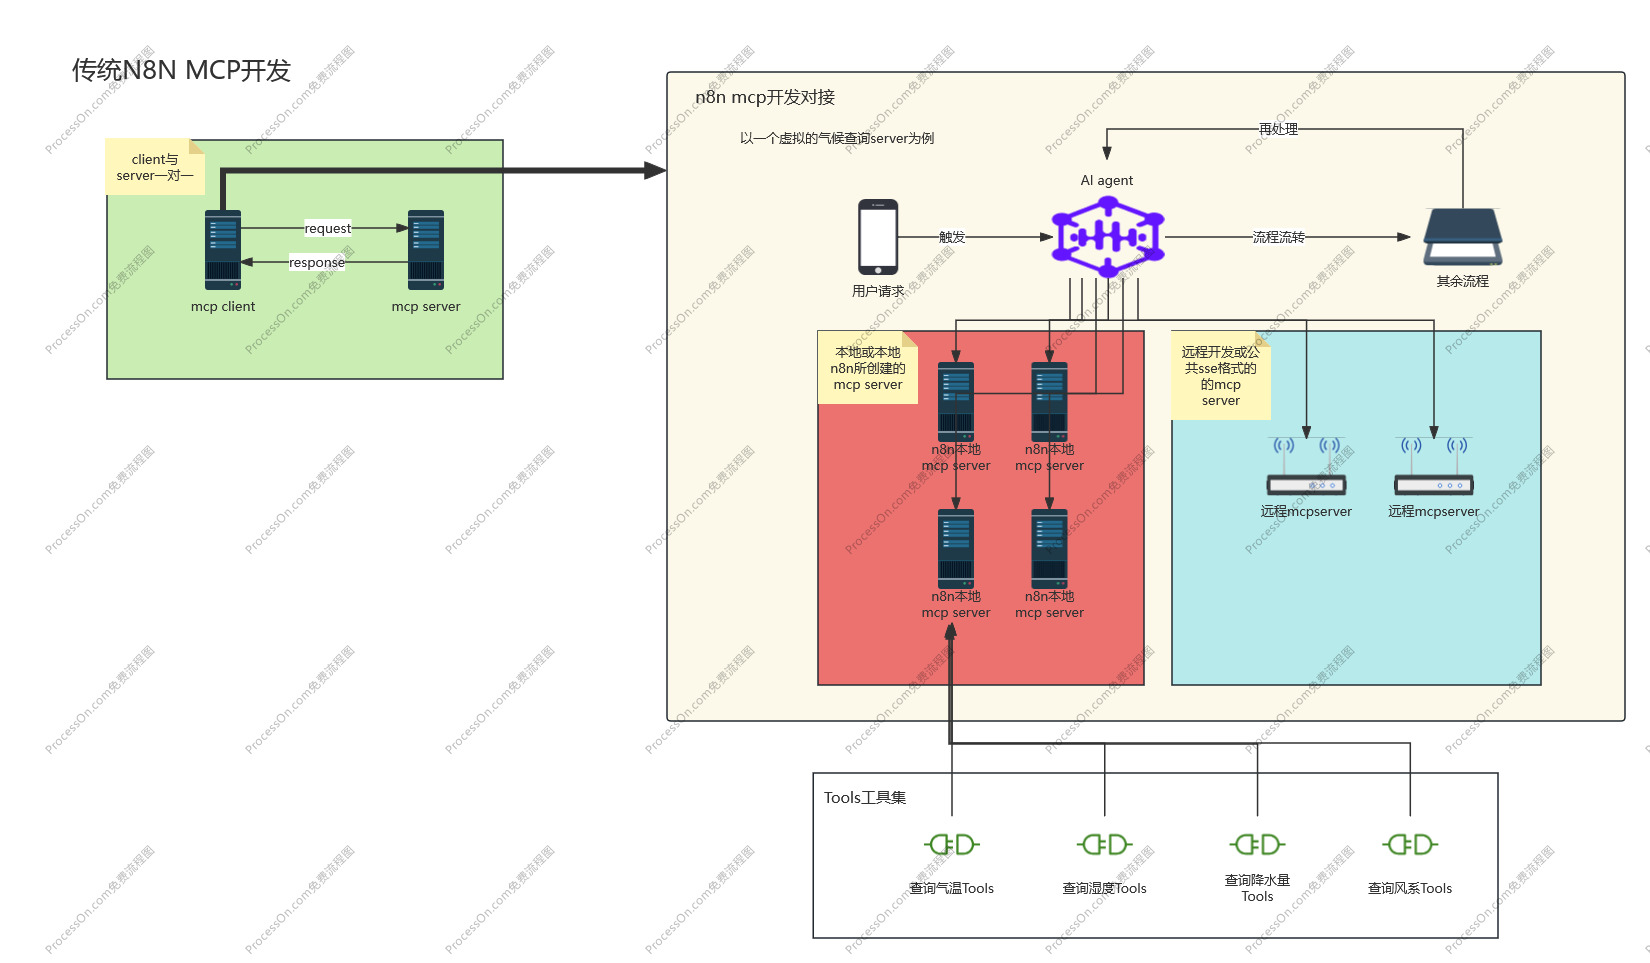 传统N8N MCP开发
client与
server一对一
request
response
mcp client
mcp server
n8n mcp开发对接
以一个虚拟的气候查询server为例
再处理
AI agent
触发
流程流转
用户请求
其余流程
本地或本地
n8n所创建的
mcp server
n8n本地
mcp server
n8n本地
mcp server
n8n本地
mcp server
n8n本地
mcp server
远程开发或公
共sse格式的
的mcp
server
远程mcpserver
远程mcpserver
Tools工具集
查询气温Tools
查询湿度Tools
查询降水量
Tools
查询风系Tools
ProcessOn.com免费流程图